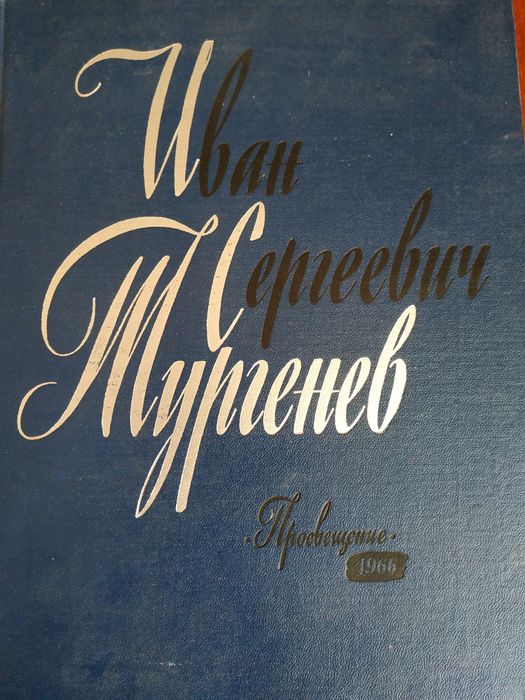 Иван
Сергеевич
Тургенев
·Просвещение·
1966